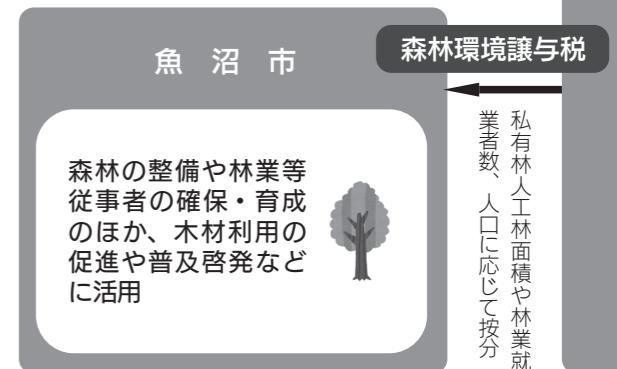 魚沼市
森林環境譲与税
森林の整備や林業等
従事者の確保・育成
のほか、木材利用の
促進や普及啓発など
に活用
私有林人工林面積や林業就
業者数、人口に応じて按分